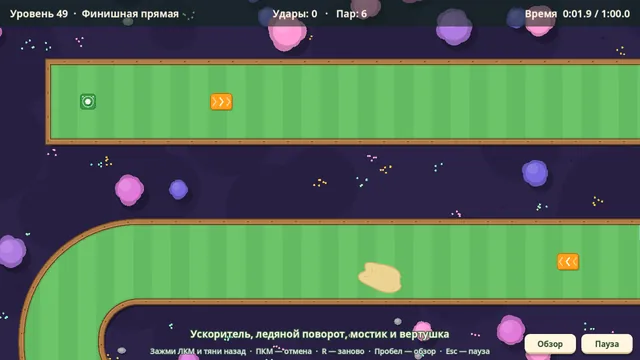 Уровень 49 · Финишная прямая
Удары: 0 · Пар: 6
Время 0:01.9 / 1:00.0
Ускоритель, ледяной поворот, мостик и вертушка
Зажми ЛКМ и тяни назад · ПКМ — отмена · R — заново · Пробел — обзор · Esc — пауза
Обзор
Пауза